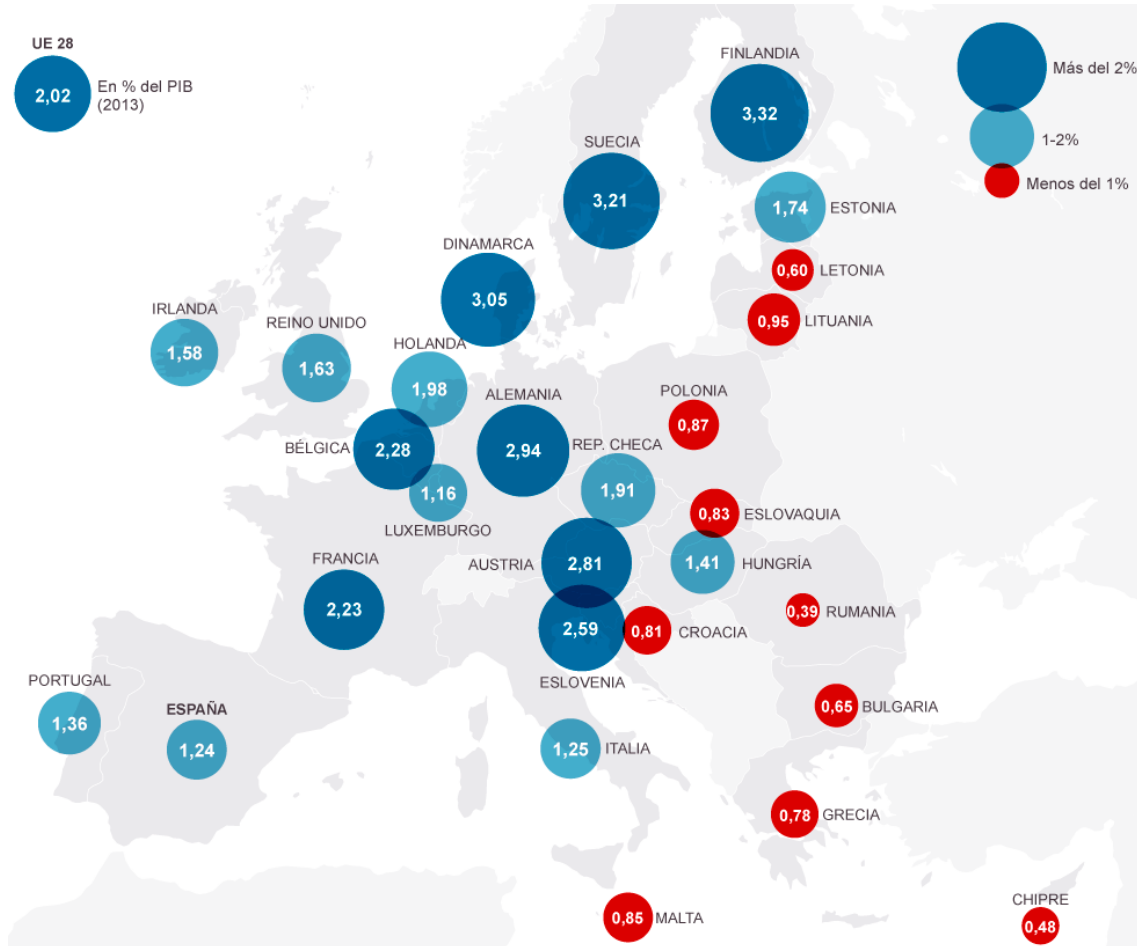 UE 28
2,02
En % del PIB
(2013)
Más del 2%
1-2%
Menos del 1%
FINLANDIA
3,32
SUECIA
3,21
1,74 ESTONIA
DINAMARCA
3,05
0,60 LETONIA
0,95 LITUANIA
IRLANDA
1,58
REINO UNIDO
1,63
HOLANDA
1,98
ALEMANIA
2,94
POLONIA
0,87
BÉLGICA 2,28
REP. CHECA
1,91
1,16
LUXEMBURGO
0,83 ESLOVAQUIA
FRANCIA
2,23
AUSTRIA 2,81
1,41 HUNGRÍA
2,59
ESLOVENIA
0,81 CROACIA
0,39 RUMANIA
PORTUGAL
1,36
ESPAÑA
1,24
1,25 ITALIA
0,65 BULGARIA
0,78 GRECIA
0,85 MALTA
CHIPRE
0,48